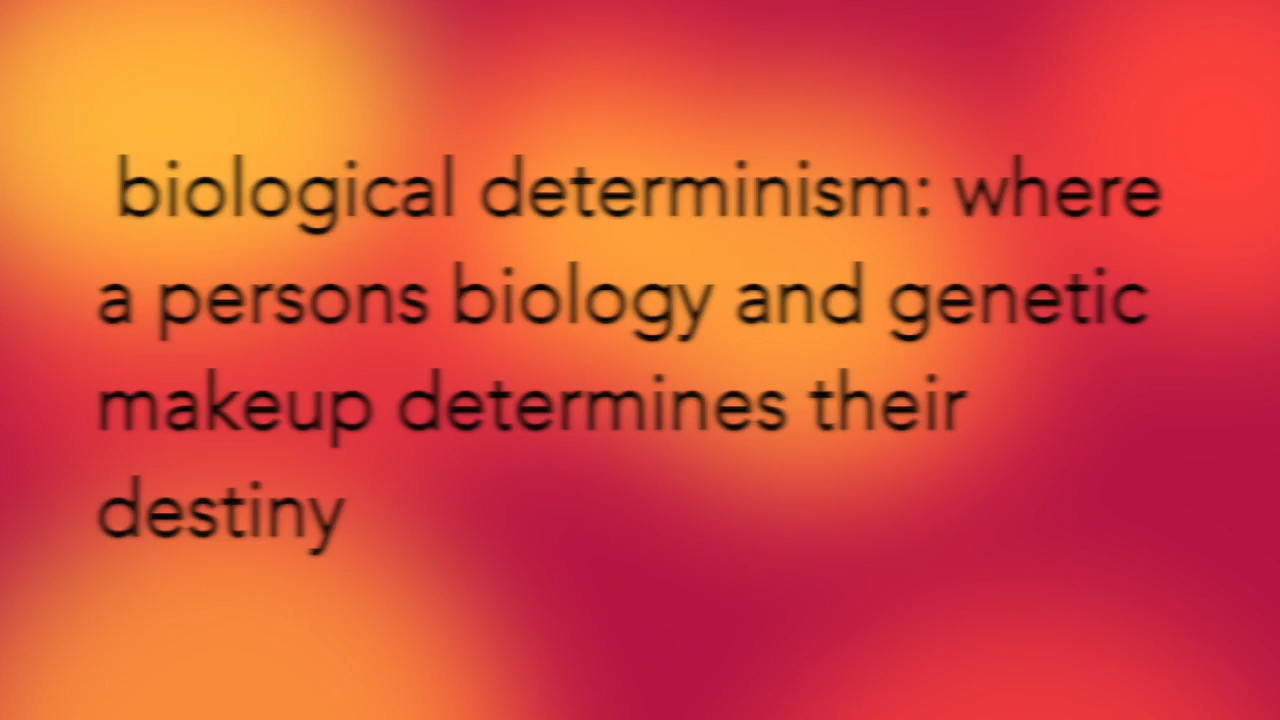 biological determinism: where
a persons biology and genetic
makeup determines their
destiny